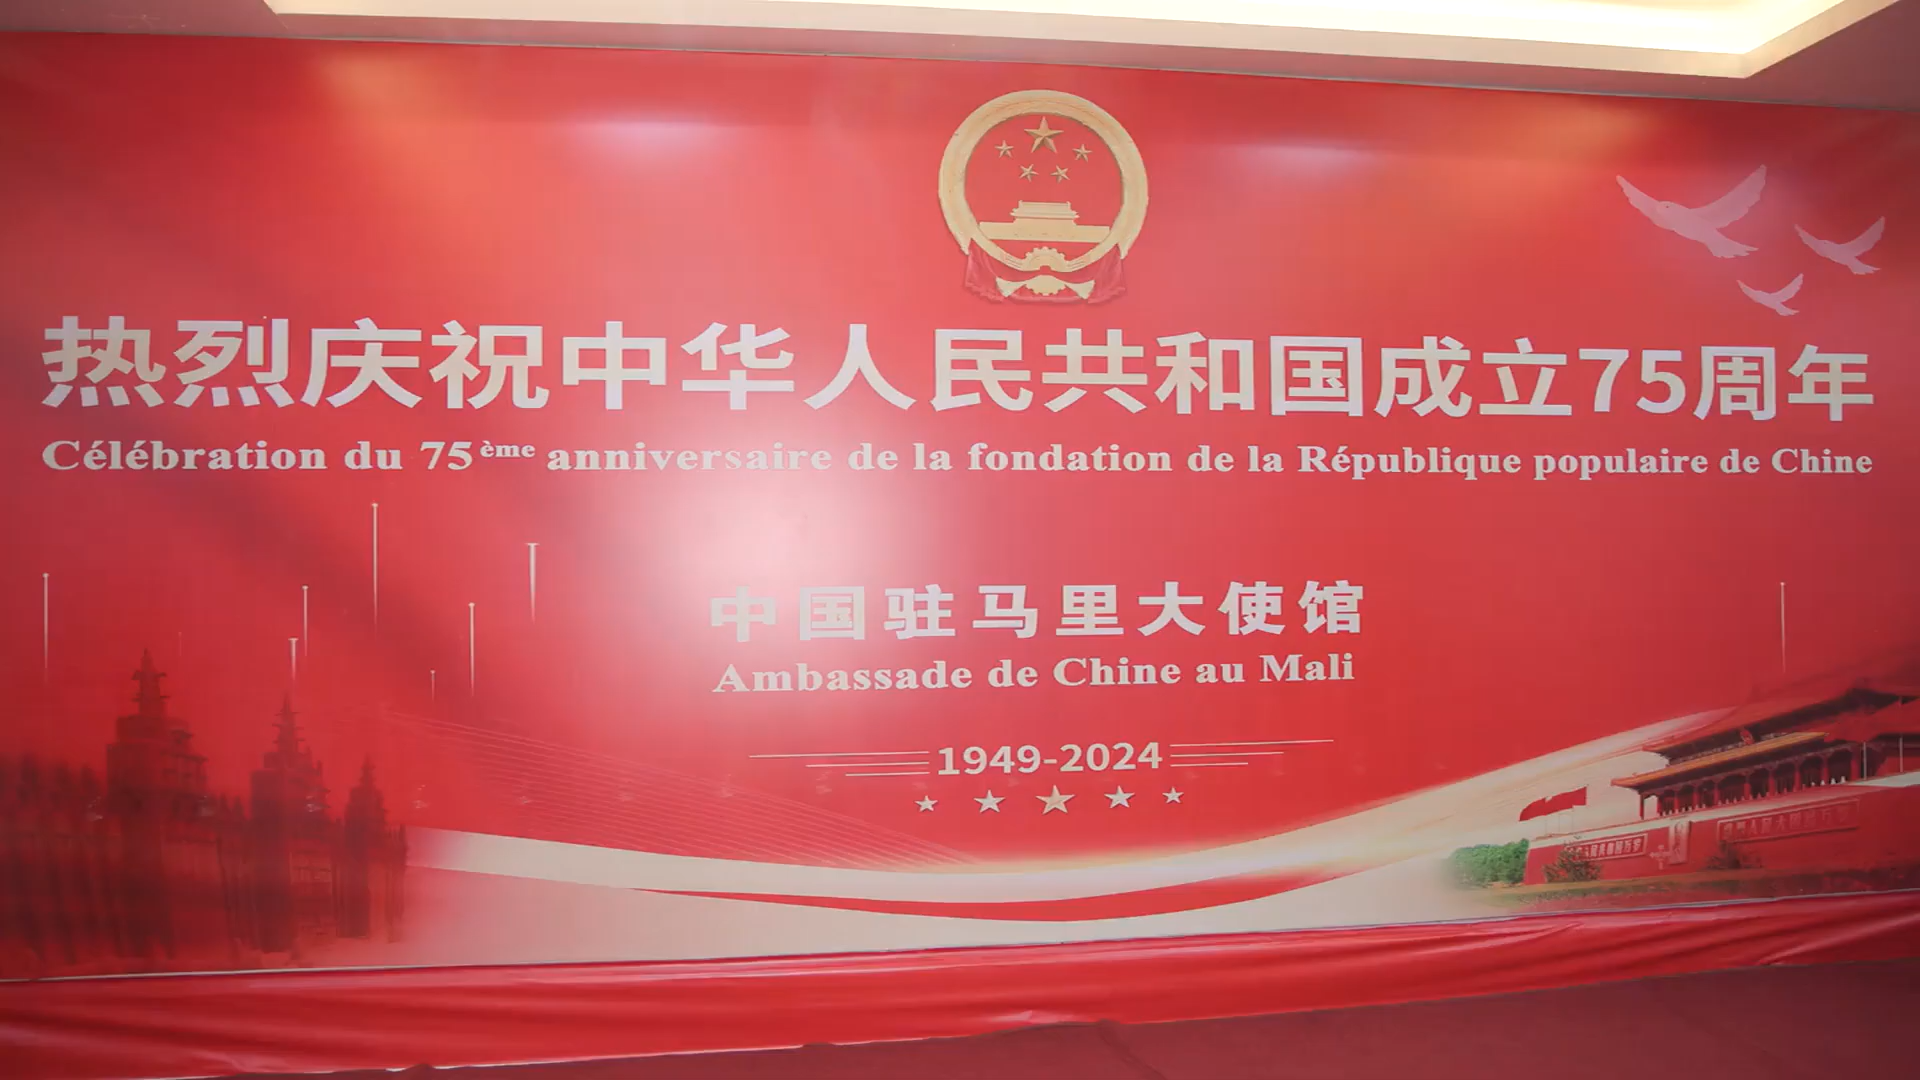 热烈庆祝中华人民共和国成立75周年
Célébration du 75ème anniversaire de la fondation de la République populaire de Chine
中国驻马里大使馆
Ambassade de Chine au Mali
1949-2024